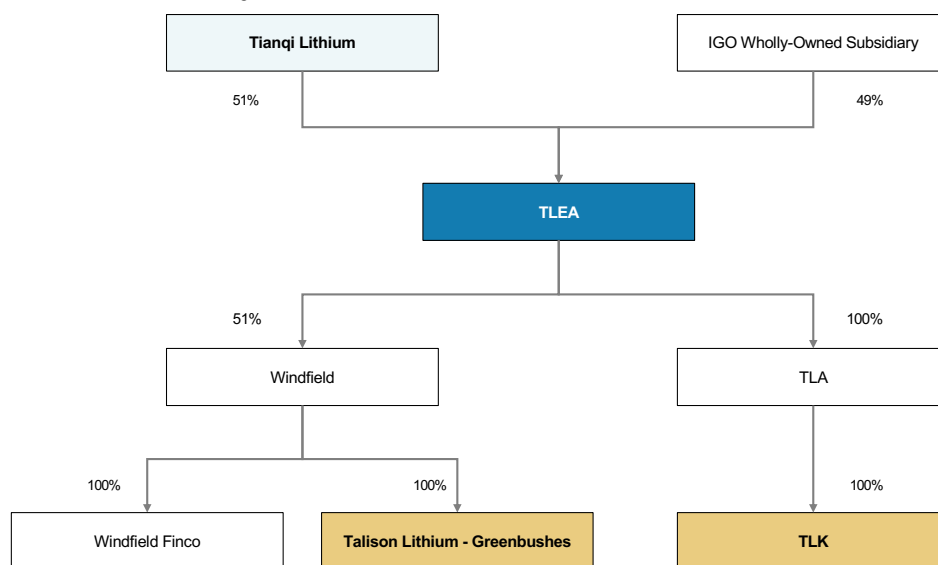 Tianqi Lithium
IGO Wholly-Owned Subsidiary
51%
49%
TLEA
51%
100%
Windfield
TLA
100%
100%
100%
Windfield Finco
Talison Lithium - Greenbushes
TLK